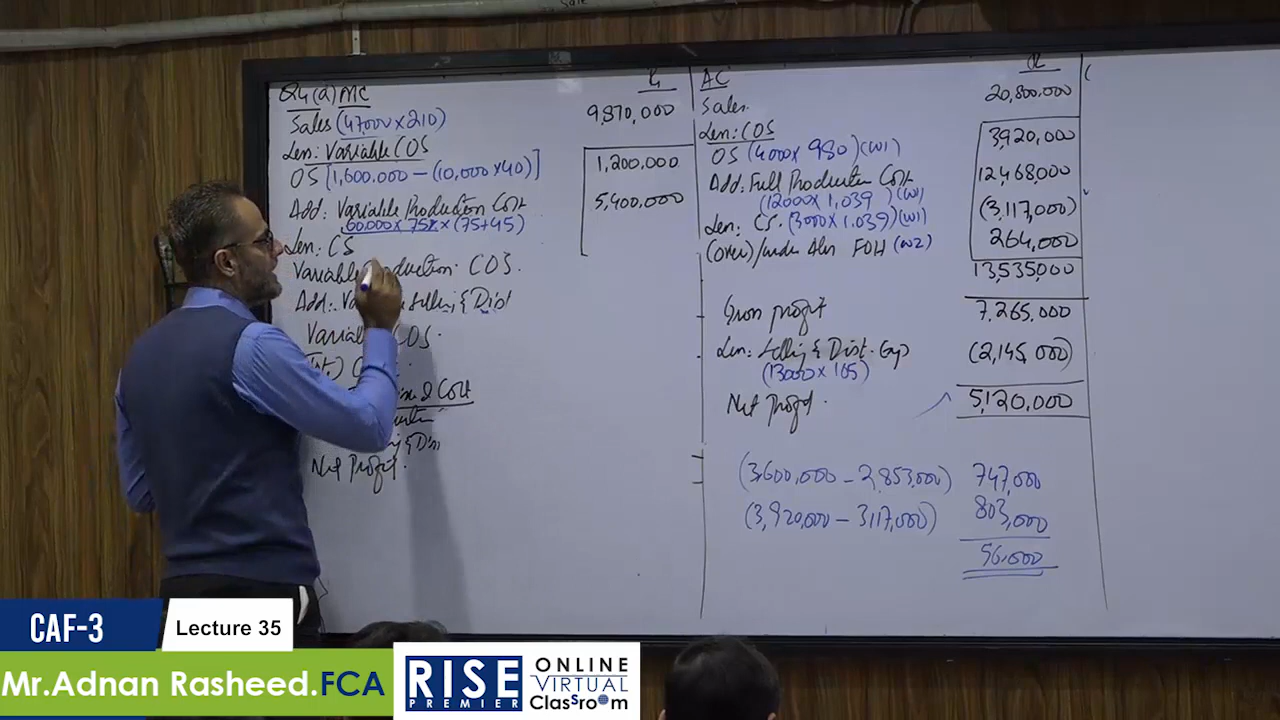 Q4(a) MC
Sales (47,000 x 210) 9,870,000
Less: Variable COS
OS [1,600,000 – (10,000 x 40)] 1,200,000
Add: Variable Production Cost 5,400,000
60,000 x 75% x (75+45)
Less: CS
Variable Production COS.
Add: Selling & Dist
Variable COS.
Net Profit.
AC
Sales. 20,800,000
Less: COS
OS (4000 x 980) (W1) 3,920,000
Add: Full Production Cost 12,468,000
(12000 x 1,039) (W1)
Less: CS. (3000 x 1,039) (W1) (3,117,000)
(over)/under Abs FOH (W2) 264,000
13,535,000
Gross profit 7,265,000
Less: Selling & Dist. Exp (2,145,000)
(13000 x 165)
Net Profit. 5,120,000
(3,600,000 – 2,853,000) 747,000
(3,920,000 – 3,117,000) 803,000
56,000
CAF-3
Lecture 35
Mr.Adnan Rasheed.FCA
RISE
PREMIER
ONLINE
VIRTUAL
Classroom